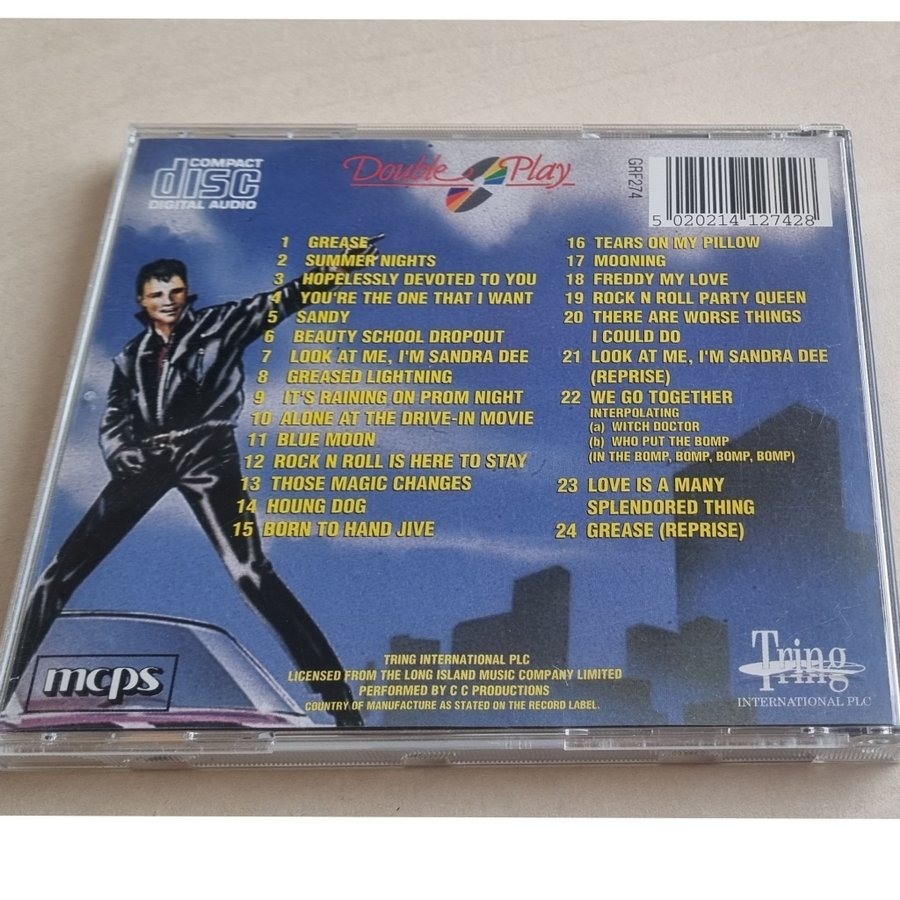 COMPACT
disc
DIGITAL AUDIO
Double Play
GRF274
5 020214 127428
1 GREASE
2 SUMMER NIGHTS
3 HOPELESSLY DEVOTED TO YOU
4 YOU'RE THE ONE THAT I WANT
5 SANDY
6 BEAUTY SCHOOL DROPOUT
7 LOOK AT ME, I'M SANDRA DEE
8 GREASED LIGHTNING
9 IT'S RAINING ON PROM NIGHT
10 ALONE AT THE DRIVE-IN MOVIE
11 BLUE MOON
12 ROCK N ROLL IS HERE TO STAY
13 THOSE MAGIC CHANGES
14 HOUNG DOG
15 BORN TO HAND JIVE
16 TEARS ON MY PILLOW
17 MOONING
18 FREDDY MY LOVE
19 ROCK N ROLL PARTY QUEEN
20 THERE ARE WORSE THINGS
I COULD DO
21 LOOK AT ME, I'M SANDRA DEE
(REPRISE)
22 WE GO TOGETHER
INTERPOLATING
(a) WITCH DOCTOR
(b) WHO PUT THE BOMP
(IN THE BOMP, BOMP, BOMP, BOMP)
23 LOVE IS A MANY
SPLENDORED THING
24 GREASE (REPRISE)
mcps
TRING INTERNATIONAL PLC
LICENSED FROM THE LONG ISLAND MUSIC COMPANY LIMITED
PERFORMED BY C C PRODUCTIONS
COUNTRY OF MANUFACTURE AS STATED ON THE RECORD LABEL.
Tring
INTERNATIONAL PLC